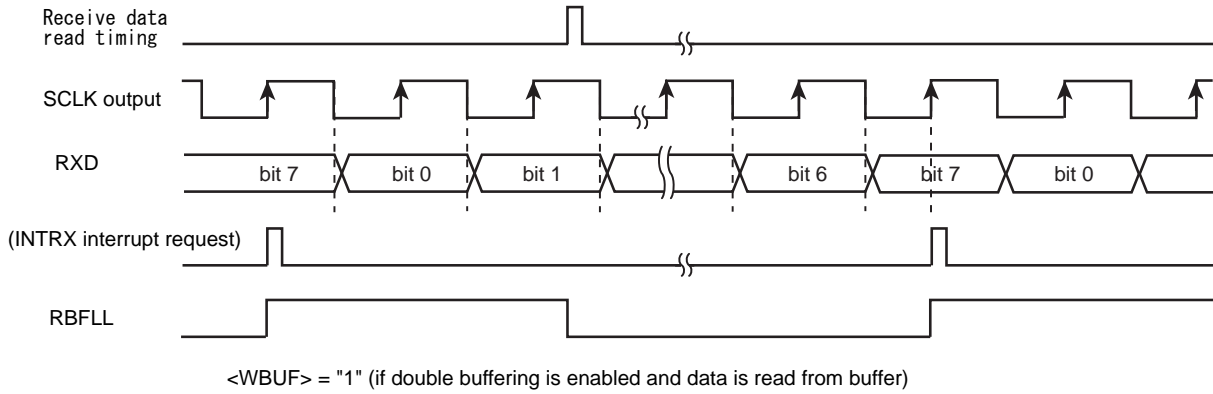 Receive data
read timing
SCLK output
RXD
bit 7 bit 0 bit 1 bit 6 bit 7 bit 0
(INTRX interrupt request)
RBFLL
<WBUF> = "1" (if double buffering is enabled and data is read from buffer)